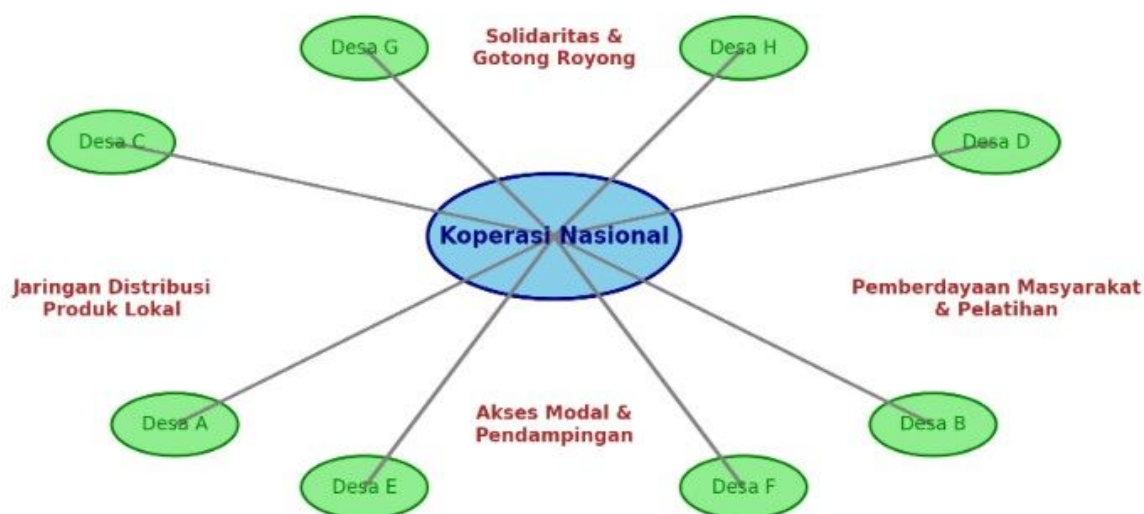 Desa G
Solidaritas &
Gotong Royong
Desa H
Desa C
Desa D
Koperasi Nasional
Jaringan Distribusi
Produk Lokal
Pemberdayaan Masyarakat
& Pelatihan
Desa A
Akses Modal &
Pendampingan
Desa B
Desa E
Desa F